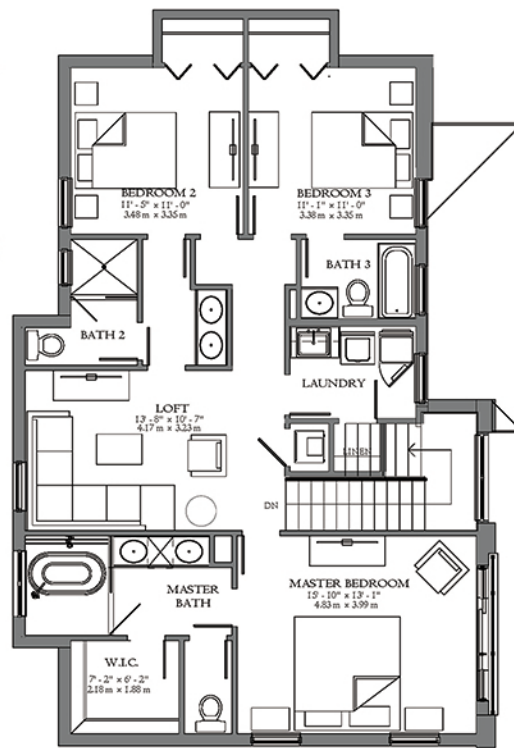 BEDROOM 2
11' - 5" x 11' - 0"
3.48 m x 3.35 m
BEDROOM 3
11' - 1" x 11' - 0"
3.38 m x 3.35 m
BATH 3
BATH 2
LAUNDRY
LOFT
13' - 8" x 10' - 7"
4.17 m x 3.23 m
LINEN
DN
MASTER
BATH
MASTER BEDROOM
15' - 10" x 13' - 1"
4.83 m x 3.99 m
W.I.C.
7' - 2" x 6' - 2"
2.18 m x 1.88 m